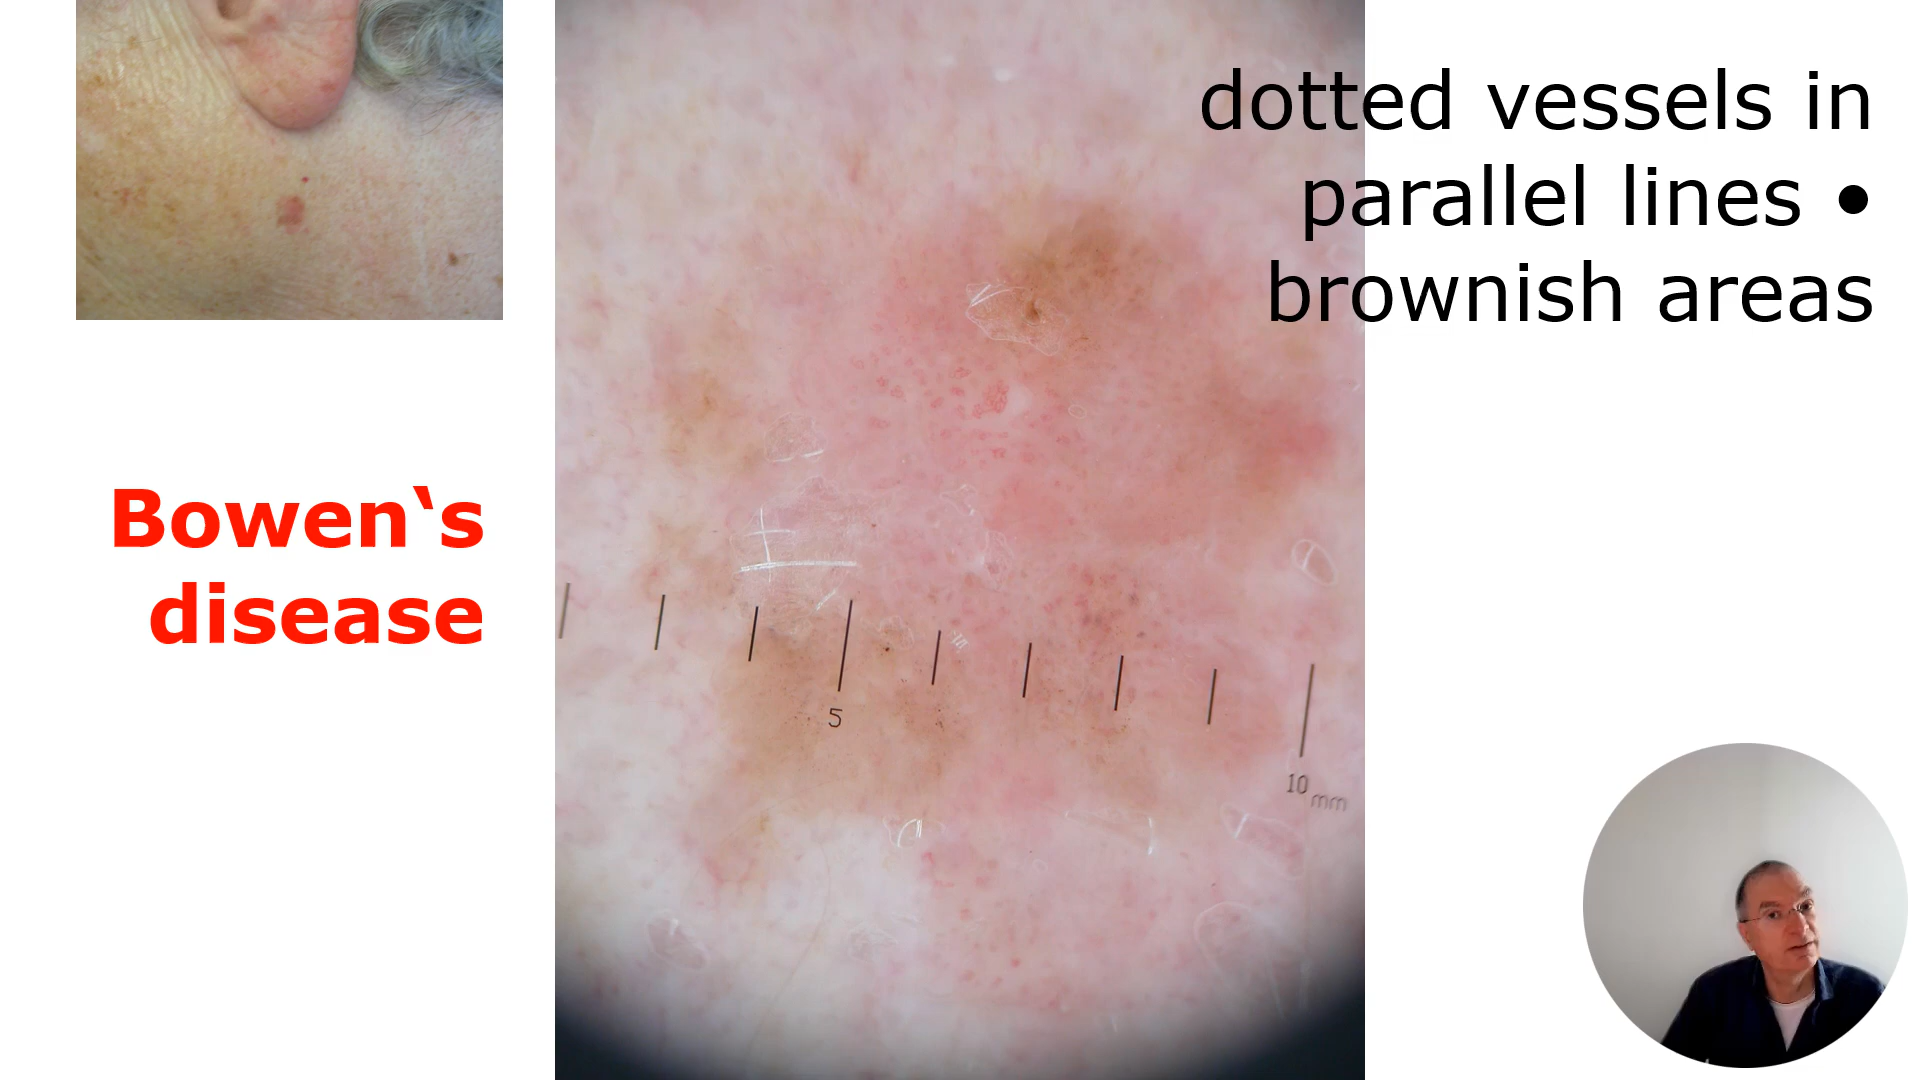 dotted vessels in
parallel lines •
brownish areas
Bowen‘s
disease
5
10 mm